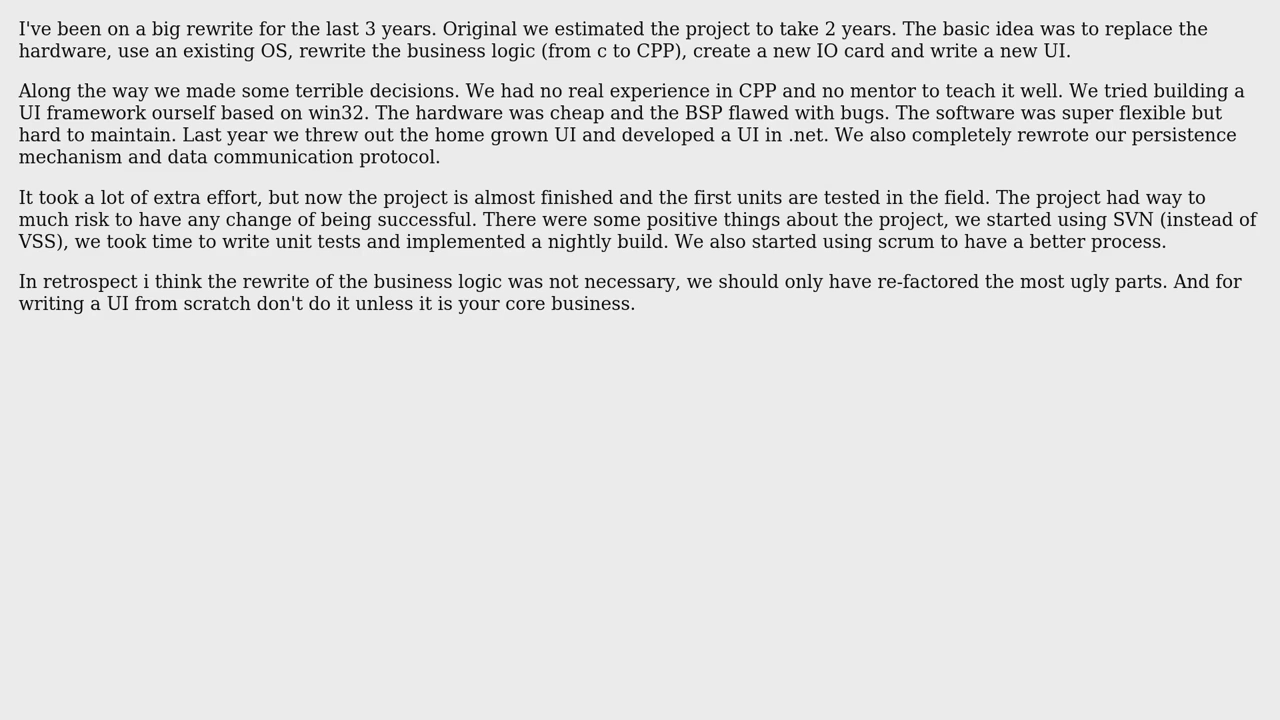 I've been on a big rewrite for the last 3 years. Original we estimated the project to take 2 years. The basic idea was to replace the
hardware, use an existing OS, rewrite the business logic (from c to CPP), create a new IO card and write a new UI.
Along the way we made some terrible decisions. We had no real experience in CPP and no mentor to teach it well. We tried building a
UI framework ourself based on win32. The hardware was cheap and the BSP flawed with bugs. The software was super flexible but
hard to maintain. Last year we threw out the home grown UI and developed a UI in .net. We also completely rewrote our persistence
mechanism and data communication protocol.
It took a lot of extra effort, but now the project is almost finished and the first units are tested in the field. The project had way to
much risk to have any change of being successful. There were some positive things about the project, we started using SVN (instead of
VSS), we took time to write unit tests and implemented a nightly build. We also started using scrum to have a better process.
In retrospect i think the rewrite of the business logic was not necessary, we should only have re-factored the most ugly parts. And for
writing a UI from scratch don't do it unless it is your core business.